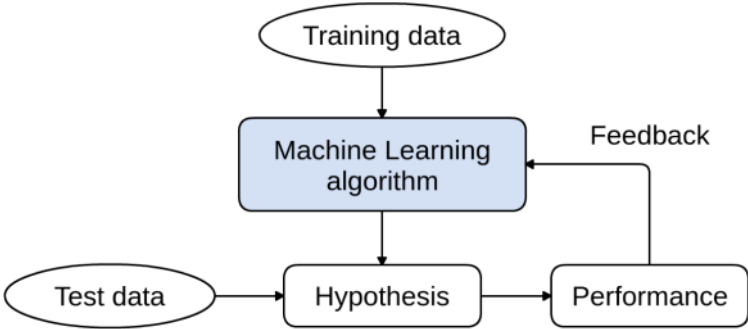 Training data
Machine Learning
algorithm
Feedback
Test data
Hypothesis
Performance